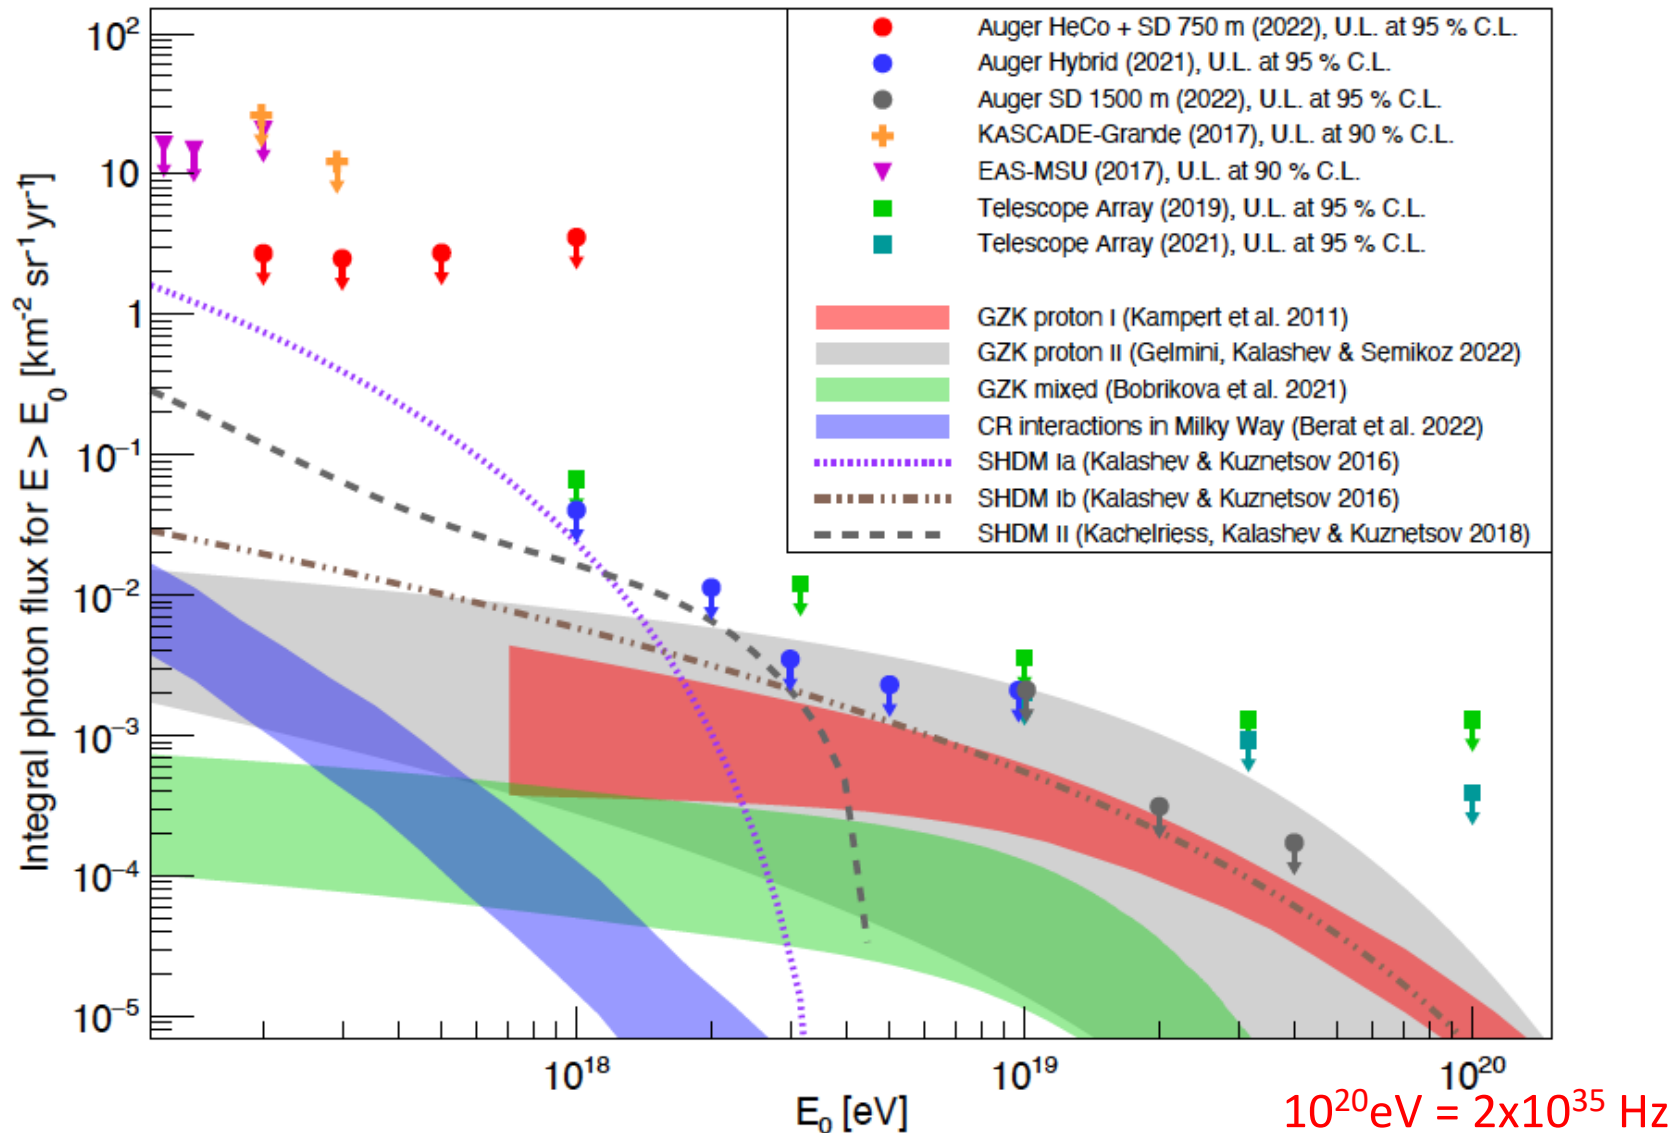 Auger HeCo + SD 750 m (2022), U.L. at 95 % C.L.
Auger Hybrid (2021), U.L. at 95 % C.L.
Auger SD 1500 m (2022), U.L. at 95 % C.L.
KASCADE-Grande (2017), U.L. at 90 % C.L.
EAS-MSU (2017), U.L. at 90 % C.L.
Telescope Array (2019), U.L. at 95 % C.L.
Telescope Array (2021), U.L. at 95 % C.L.
GZK proton I (Kampert et al. 2011)
GZK proton II (Gelmini, Kalashev & Semikoz 2022)
GZK mixed (Bobrikova et al. 2021)
CR interactions in Milky Way (Berat et al. 2022)
SHDM Ia (Kalashev & Kuznetsov 2016)
SHDM Ib (Kalashev & Kuznetsov 2016)
SHDM II (Kachelriess, Kalashev & Kuznetsov 2018)
Integral photon flux for E > E₀ [km⁻² sr⁻¹ yr⁻¹]
10²
10
1
10⁻¹
10⁻²
10⁻³
10⁻⁴
10⁻⁵
10¹⁸
10¹⁹
10²⁰
E₀ [eV]
10²⁰eV = 2x10³⁵ Hz